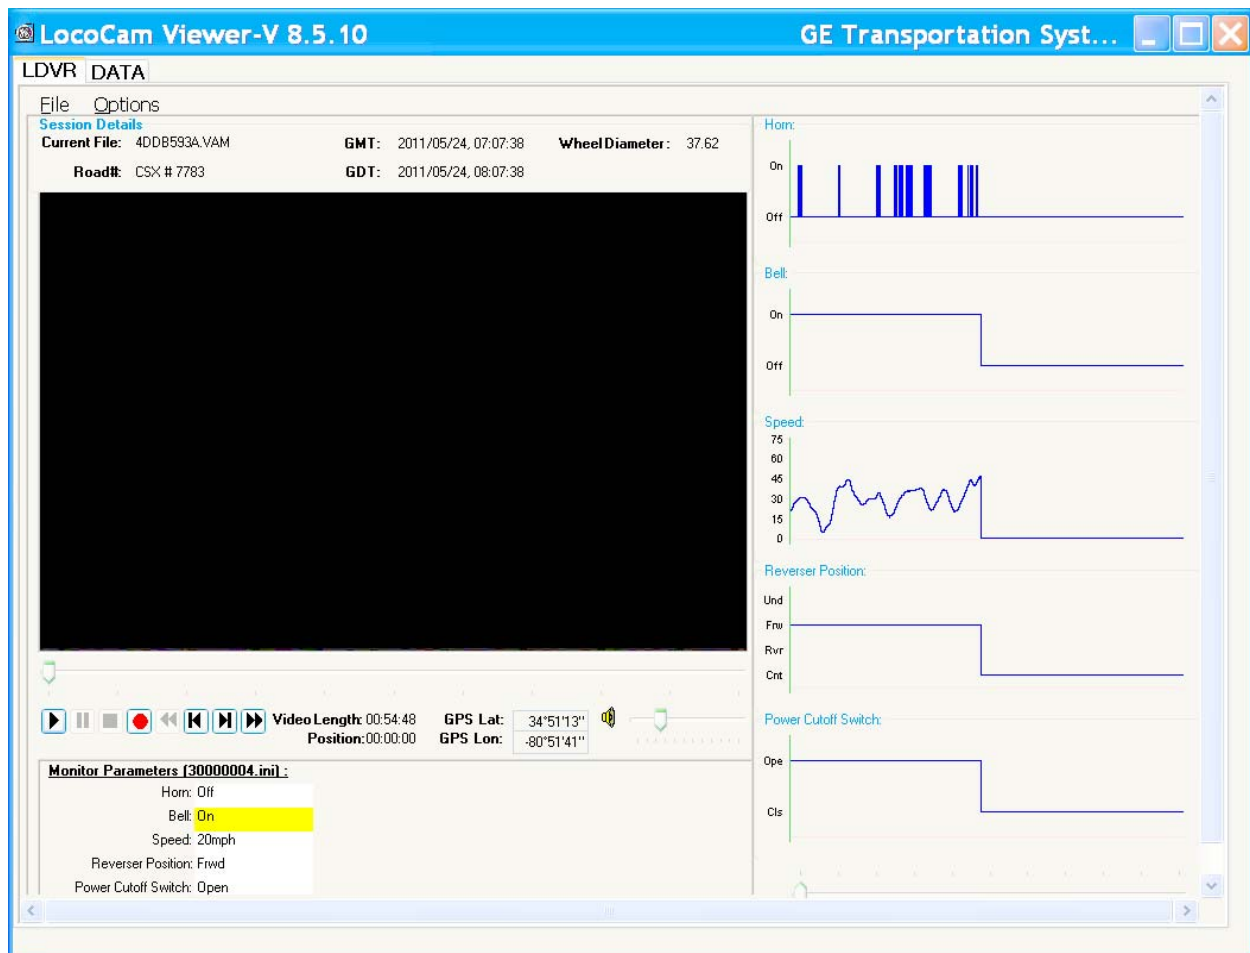 LocoCam Viewer-V 8.5.10 GE Transportation Syst...
LDVR DATA
File Options
Session Details
Current File: 4DDB593A.VAM GMT: 2011/05/24, 07:07:38 Wheel Diameter: 37.62
Road#: CSX # 7783 GDT: 2011/05/24, 08:07:38
Video Length: 00:54:48 GPS Lat: 34°51'13"
Position: 00:00:00 GPS Lon: -80°51'41"
Monitor Parameters (30000004.ini) :
Horn: Off
Bell: On
Speed: 20mph
Reverser Position: Frwd
Power Cutoff Switch: Open
Horn:
On
Off
Bell:
On
Off
Speed:
75
60
45
30
15
0
Reverser Position:
Und
Frw
Rvr
Cnt
Power Cutoff Switch:
Ope
Cls